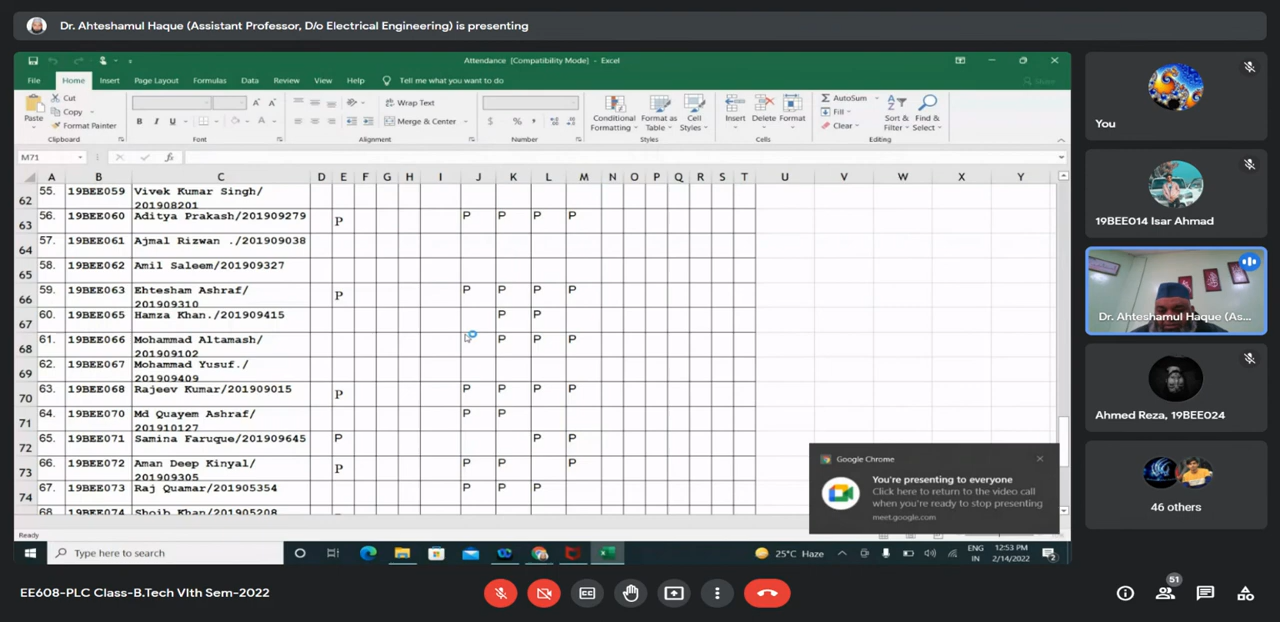 Dr. Ahteshamul Haque (Assistant Professor, D/o Electrical Engineering) is presenting
Attendance [Compatibility Mode] - Excel
File Home Insert Page Layout Formulas Data Review View Help Tell me what you want to do Share
Paste Cut Wrap Text Conditional Format as Cell Insert Delete Format AutoSum Sort & Find &
Copy Merge & Center Formatting Table Styles Fill Filter Select
Format Painter Clear
Clipboard Font Alignment Number Styles Cells Editing
M71 fx
A B C D E F G H I J K L M N O P Q R S T U V W X Y
62 55. 19BEE059 Vivek Kumar Singh/
201908201
63 56. 19BEE060 Aditya Prakash/201909279 P P P P P
64 57. 19BEE061 Ajmal Rizwan ./201909038
65 58. 19BEE062 Amil Saleem/201909327
66 59. 19BEE063 Ehtesham Ashraf/ P P P P P
201909310
67 60. 19BEE065 Hamza Khan./201909415 P P
68 61. 19BEE066 Mohammad Altamash/ P P P
201909102
69 62. 19BEE067 Mohammad Yusuf./
201909409
70 63. 19BEE068 Rajeev Kumar/201909015 P P P P P
71 64. 19BEE070 Md Quayem Ashraf/ P P
201910127
72 65. 19BEE071 Samina Faruque/201909645 P P P
73 66. 19BEE072 Aman Deep Kinyal/ P P P P
201909305
74 67. 19BEE073 Raj Quamar/201905354 P P P
68. 19BEE074 Shoib Khan/201905208
Google Chrome
You're presenting to everyone
Click here to return to the video call
when you're ready to stop presenting
meet.google.com
Ready
Type here to search 25°C Haze ENG IN 12:53 PM 2/14/2022 2
You
19BEE014 Isar Ahmad
Dr. Ahteshamul Haque (As...
Ahmed Reza, 19BEE024
46 others
EE608-PLC Class-B.Tech VIth Sem-2022
51